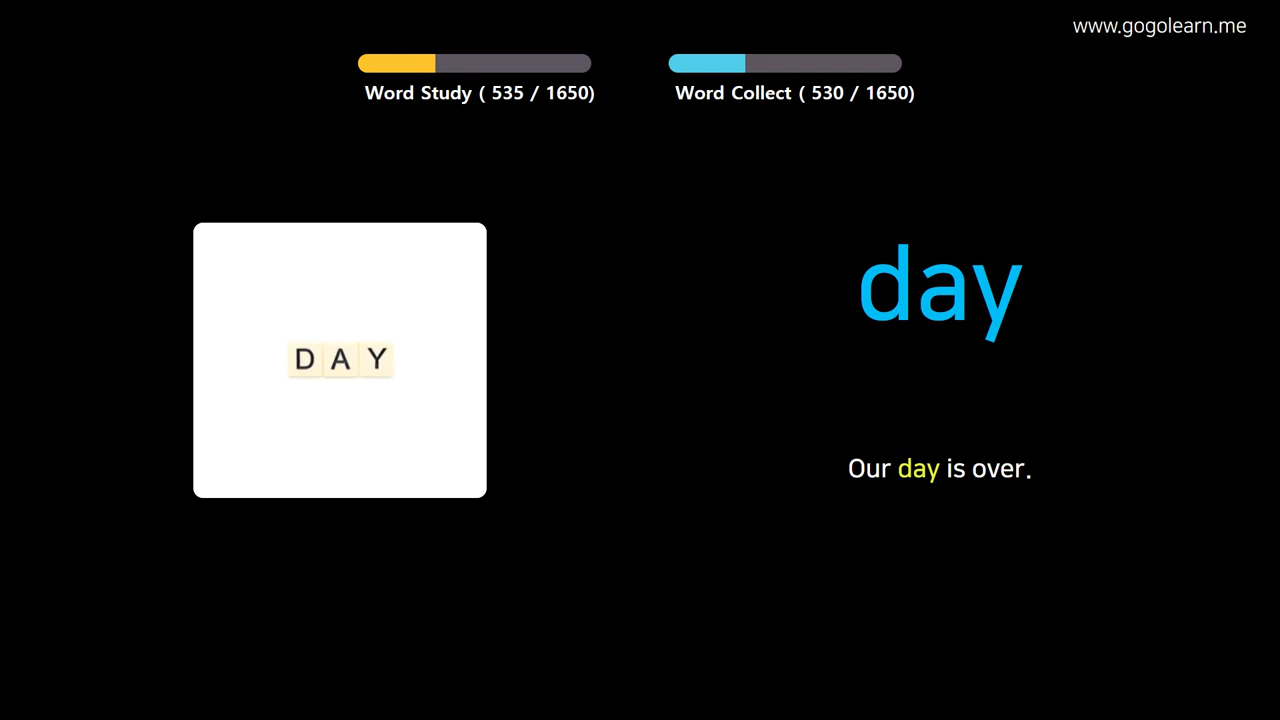 www.gogolearn.me
Word Study ( 535 / 1650)
Word Collect ( 530 / 1650)
DAY
day
Our day is over.